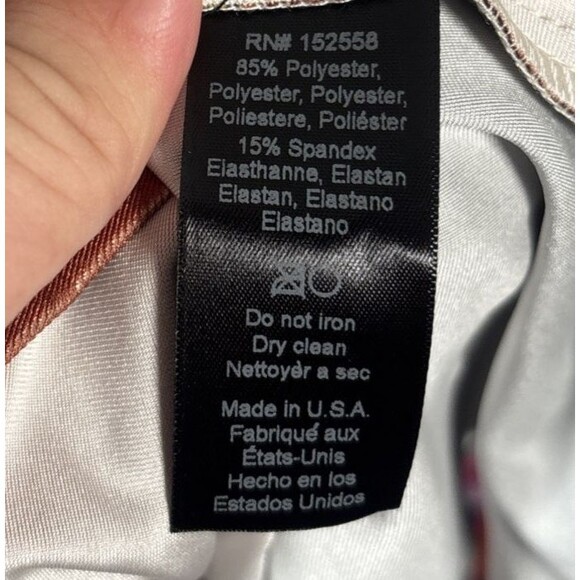 RN# 152558
85% Polyester,
Polyester, Polyester,
Poliestere, Poliéster
15% Spandex
Elasthanne, Elastan
Elastan, Elastano
Elastano
Do not iron
Dry clean
Nettoyer a sec
Made in U.S.A.
Fabriqué aux
États-Unis
Hecho en los
Estados Unidos